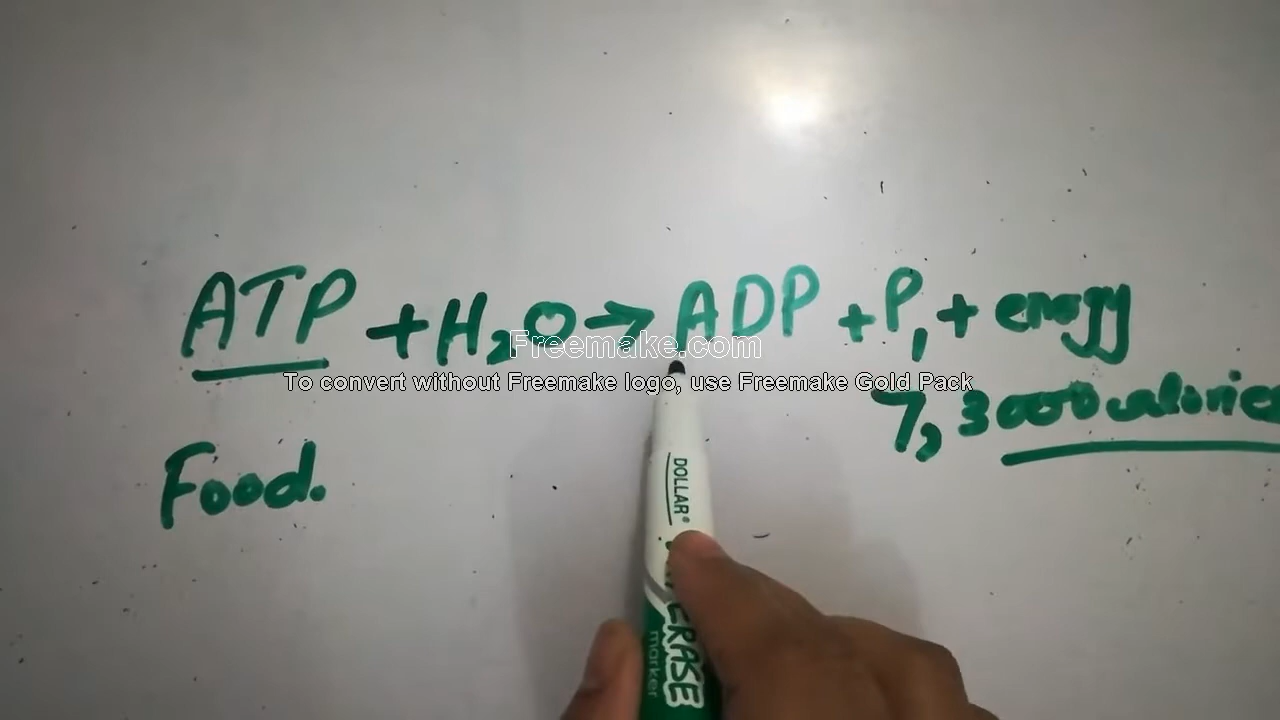 ATP + H₂O → ADP + P, + energy
Freemake.com
To convert without Freemake logo, use Freemake Gold Pack
7,3000 calories
Food.
DOLLAR®
ERASE
marker